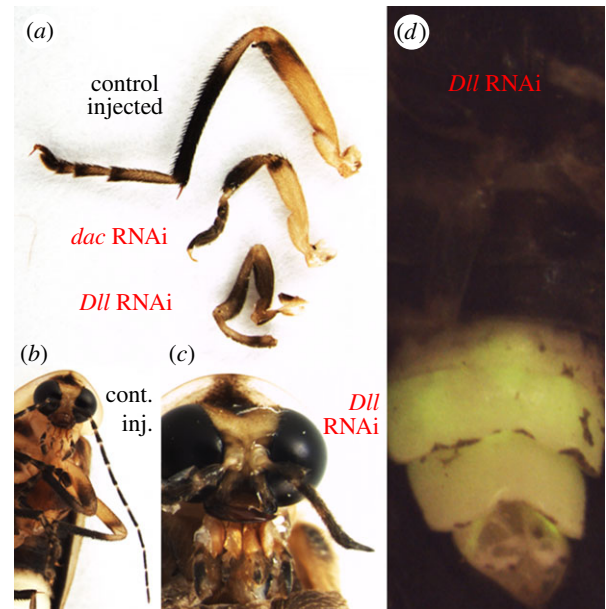 (a)
control
injected
dac RNAi
Dll RNAi
(b)
cont.
inj.
(c)
Dll
RNAi
(d)
Dll RNAi